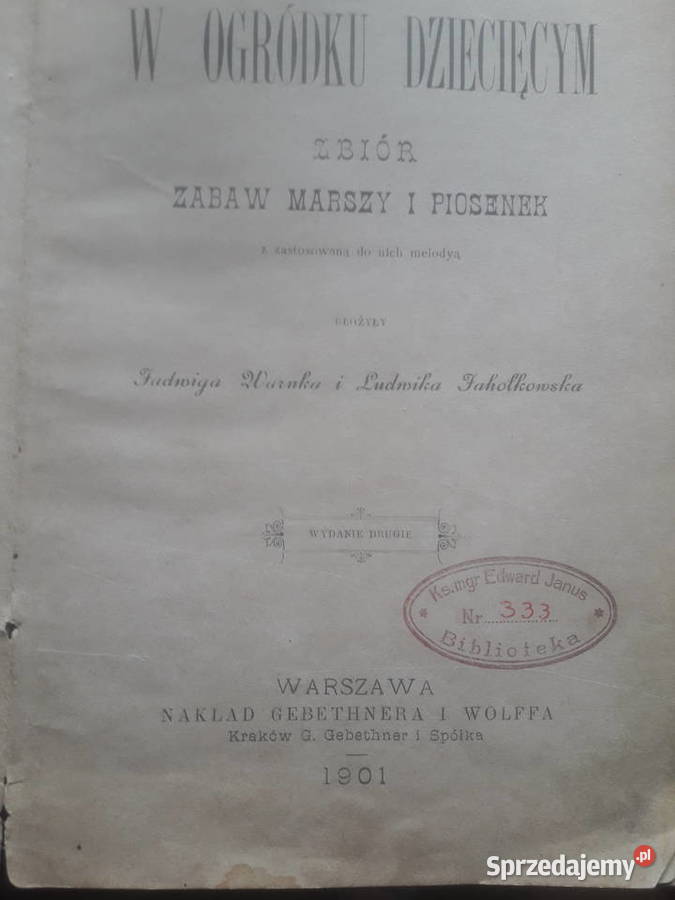 W OGRÓDKU DZIECIĘCYM
ZBIÓR
ZABAW MARSZY I PIOSENEK
z zastosowaną do nich melodyą
UŁOŻYŁY
Jadwiga Warnka i Ludwika Jahołkowska
WYDANIE DRUGIE
* Ks.mgr Edward Janus *
Nr 333
Biblioteka
WARSZAWA
NAKŁAD GEBETHNERA I WOLFFA
Kraków G. Gebethner i Spółka
1901
Sprzedajemy.pl